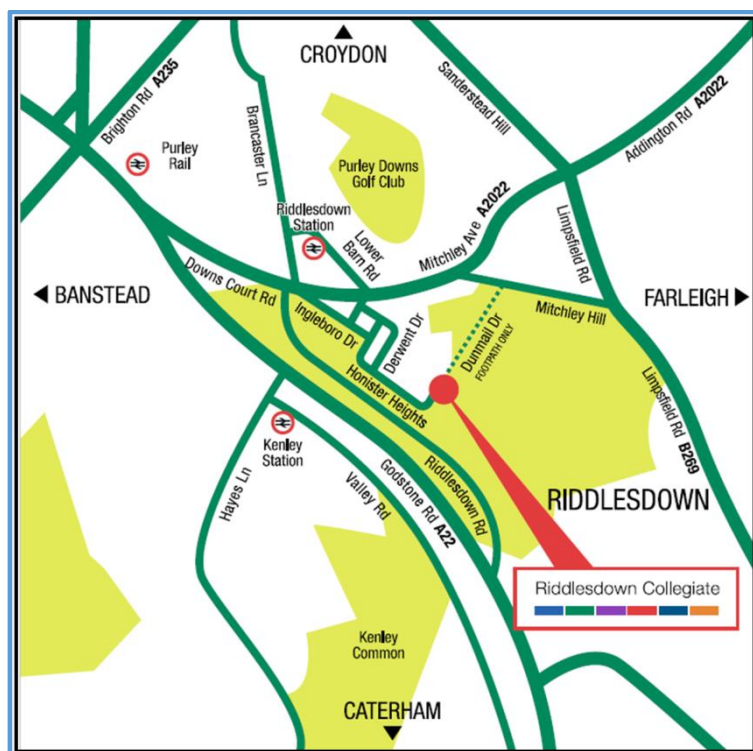 CROYDON
Brighton Rd A235
Sanderstead Hill
Addington Rd A2022
Purley
Rail
Brancaster Ln
Purley Downs
Golf Club
Riddlesdown
Station
Lower
Barn Rd
Mitchley Ave A2022
Limpsfield Rd
BANSTEAD
Downs Court Rd
FARLEIGH
Ingleboro Dr
Derwent Dr
Dunmail Dr
FOOTPATH ONLY
Mitchley Hill
Honister Heights
Limpsfield Rd B269
Kenley
Station
Hayes Ln
Valley Rd
Godstone Rd A22
Riddlesdown Rd
RIDDLESDOWN
Riddlesdown Collegiate
Kenley
Common
CATERHAM